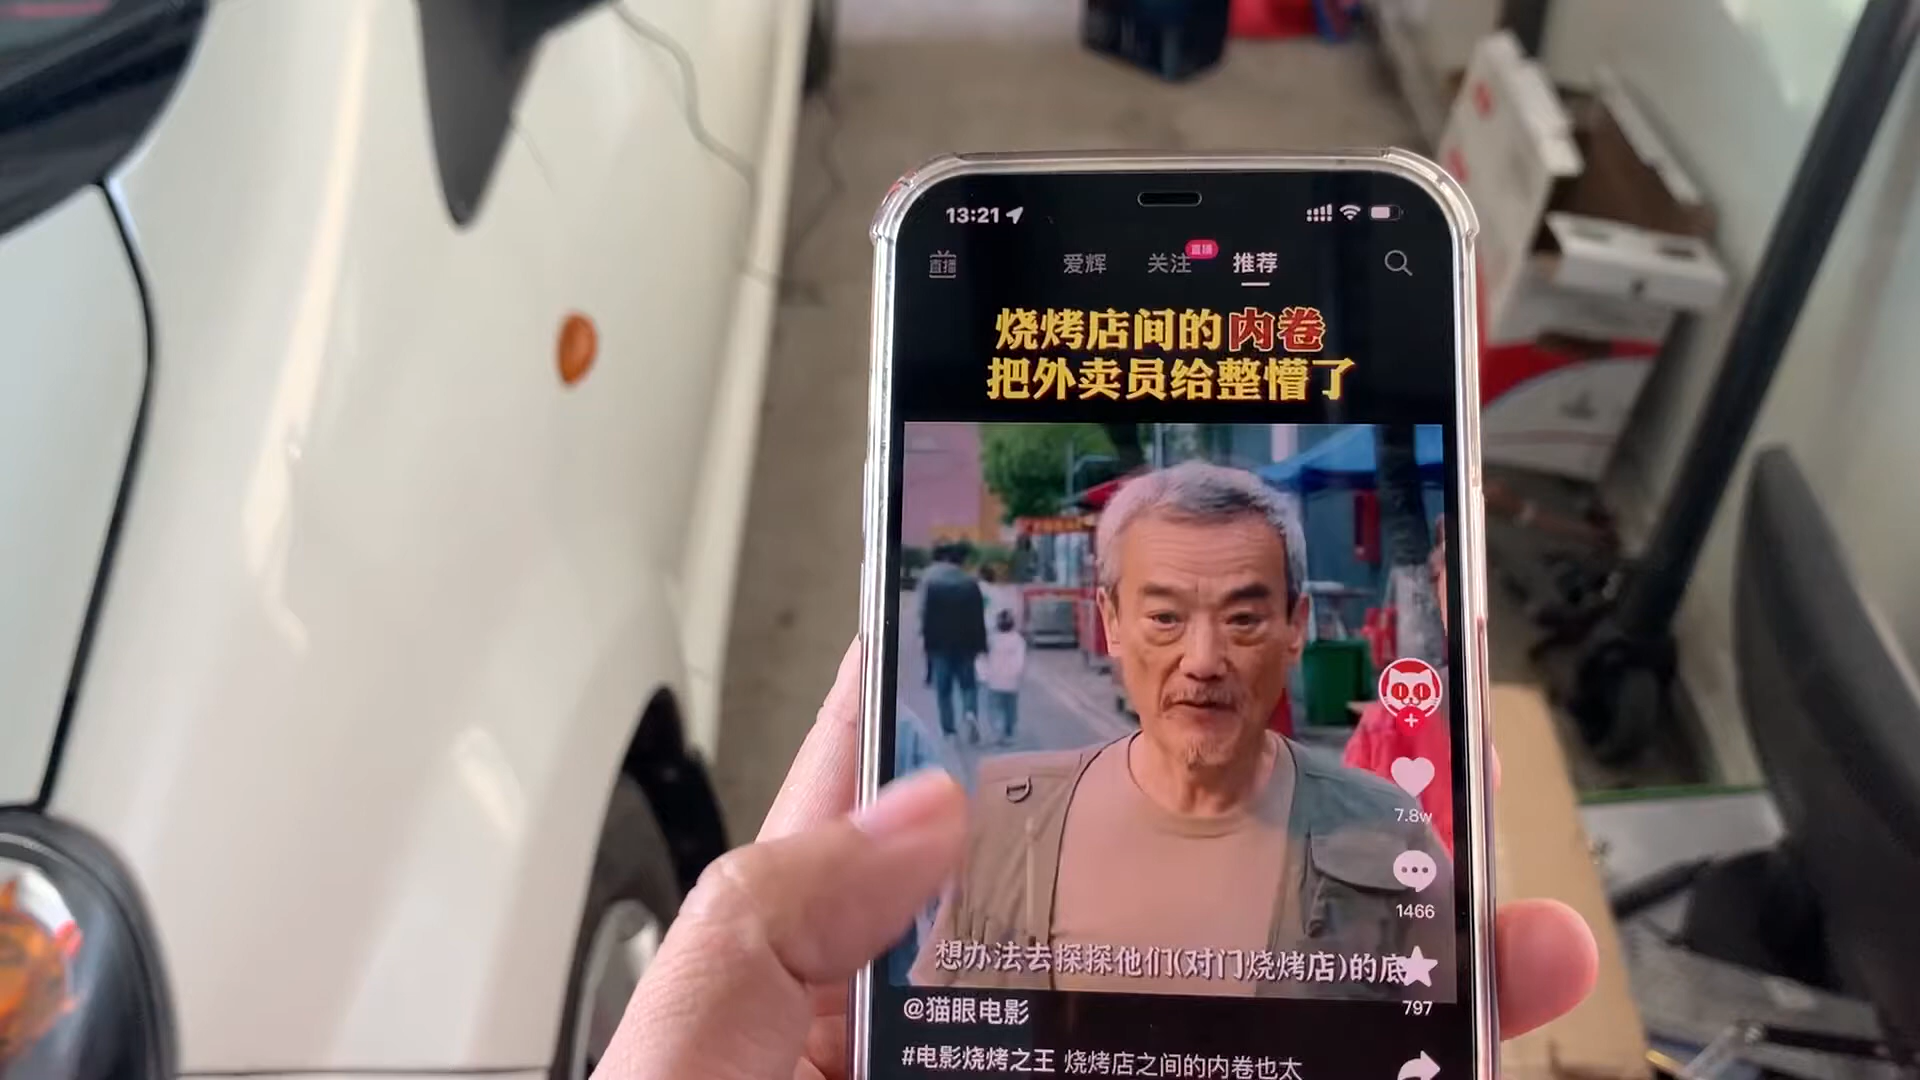 13:21
直播
爱辉
关注
直播
推荐
烧烤店间的内卷
把外卖员给整懵了
7.8w
1466
想办法去探探他们(对门烧烤店)的底
797
@猫眼电影
#电影烧烤之王 烧烤店之间的内卷也太